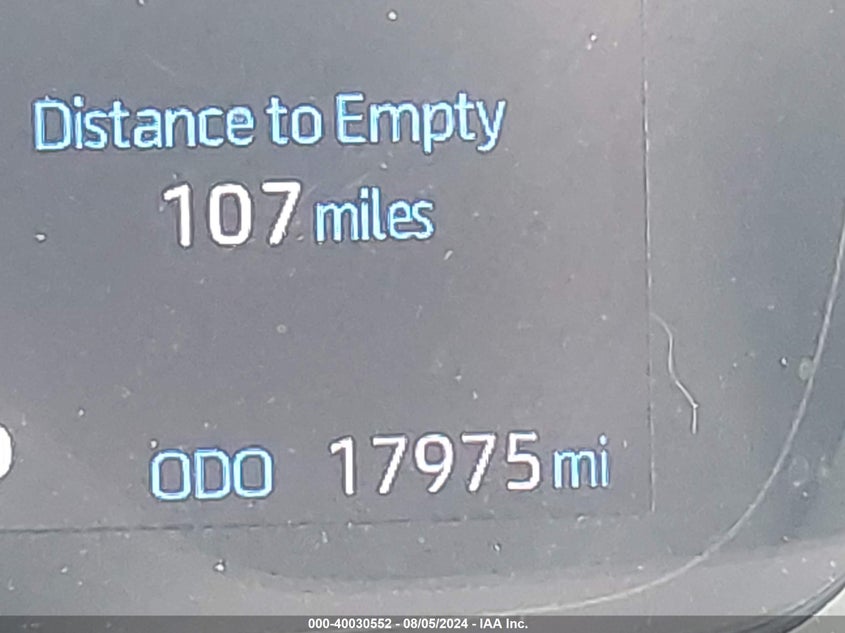 Distance to Empty
107 miles
ODO 17975 mi
000-40030552 - 08/05/2024 - IAA Inc.